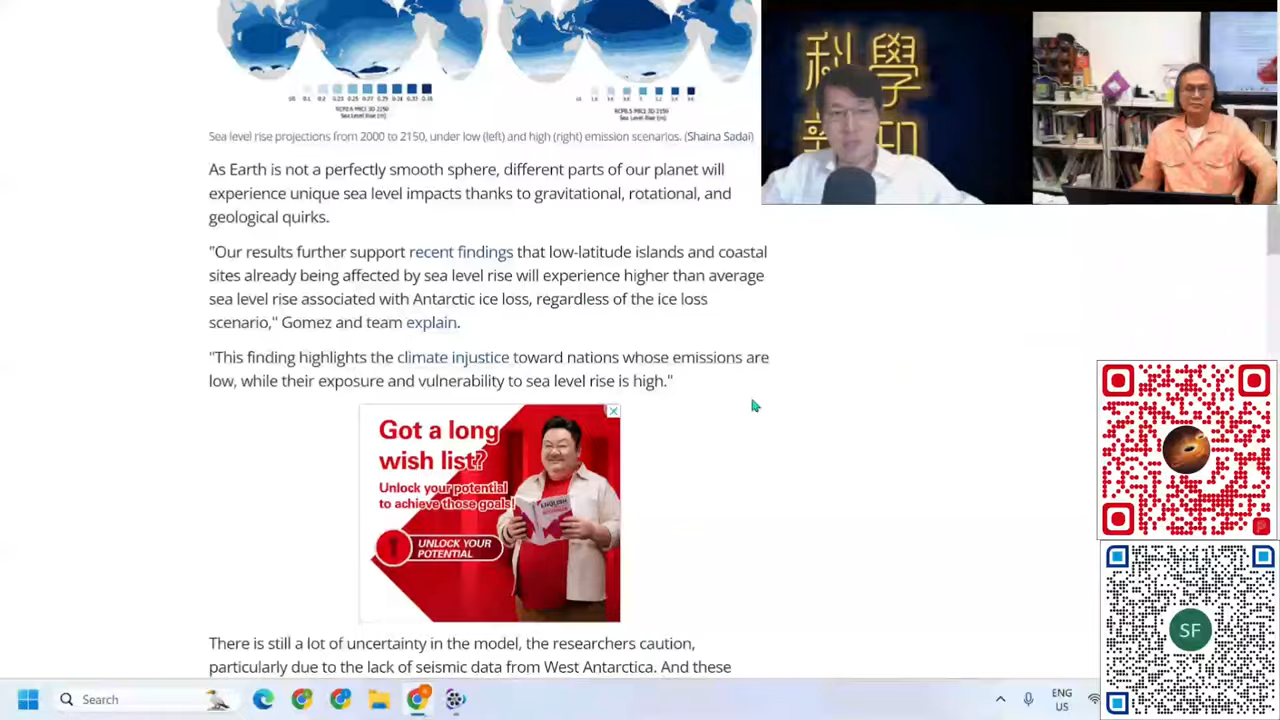 Sea level rise projections from 2000 to 2150, under low (left) and high (right) emission scenarios. (Shaina Sadai)
As Earth is not a perfectly smooth sphere, different parts of our planet will
experience unique sea level impacts thanks to gravitational, rotational, and
geological quirks.
"Our results further support recent findings that low-latitude islands and coastal
sites already being affected by sea level rise will experience higher than average
sea level rise associated with Antarctic ice loss, regardless of the ice loss
scenario," Gomez and team explain.
"This finding highlights the climate injustice toward nations whose emissions are
low, while their exposure and vulnerability to sea level rise is high."
Got a long
wish list?
Unlock your potential
to achieve those goals!
ENGLISH
UNLOCK YOUR
POTENTIAL
There is still a lot of uncertainty in the model, the researchers caution,
particularly due to the lack of seismic data from West Antarctica. And these
科學
SF
Search
ENG
US